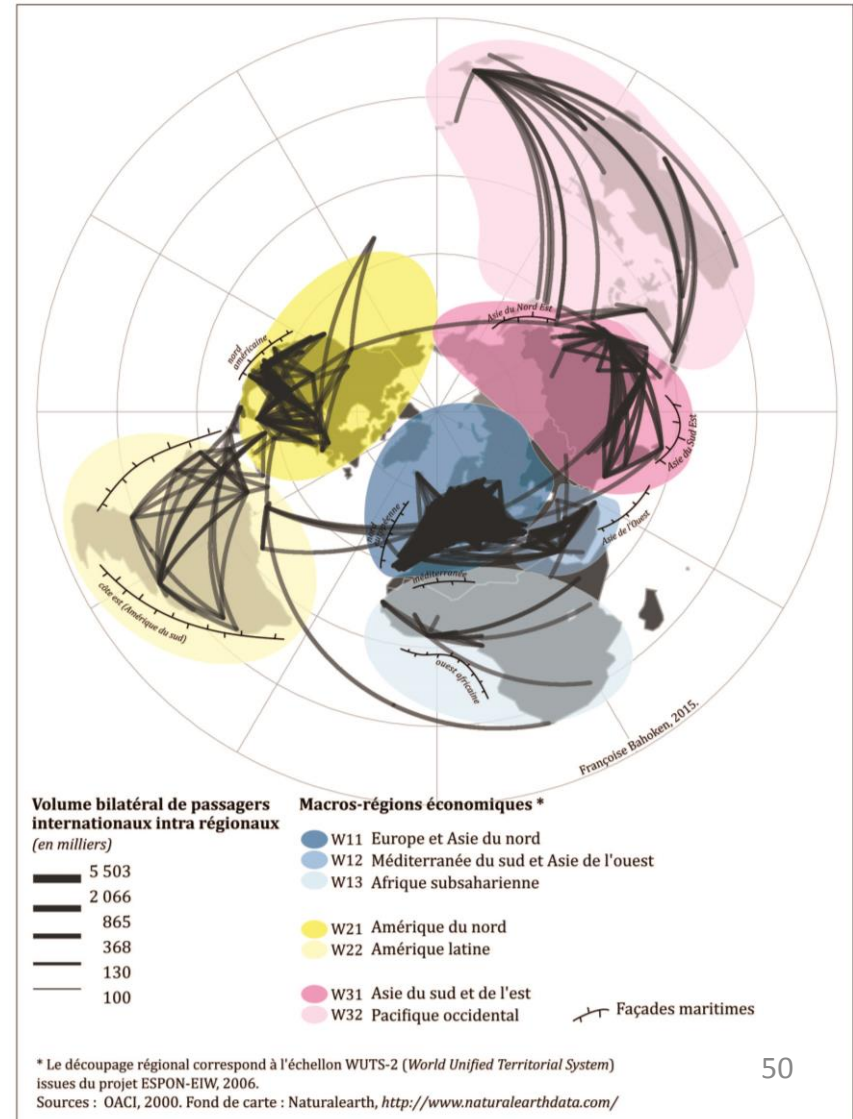 Asie du Nord Est
nord
américaine
Asie du Sud Est
Asie de l'Ouest
nord
méditerranée
côte est (Amérique du sud)
ouest africaine
Françoise Bahoken, 2015.
Volume bilatéral de passagers
internationaux intra régionaux
(en milliers)
5 503
2 066
865
368
130
100
Macros-régions économiques *
W11 Europe et Asie du nord
W12 Méditerranée du sud et Asie de l'ouest
W13 Afrique subsaharienne
W21 Amérique du nord
W22 Amérique latine
W31 Asie du sud et de l'est
W32 Pacifique occidental
Façades maritimes
* Le découpage régional correspond à l'échellon WUTS-2 (World Unified Territorial System)
issues du projet ESPON-EIW, 2006.
Sources : OACI, 2000. Fond de carte : Naturalearth, http://www.naturalearthdata.com/
50